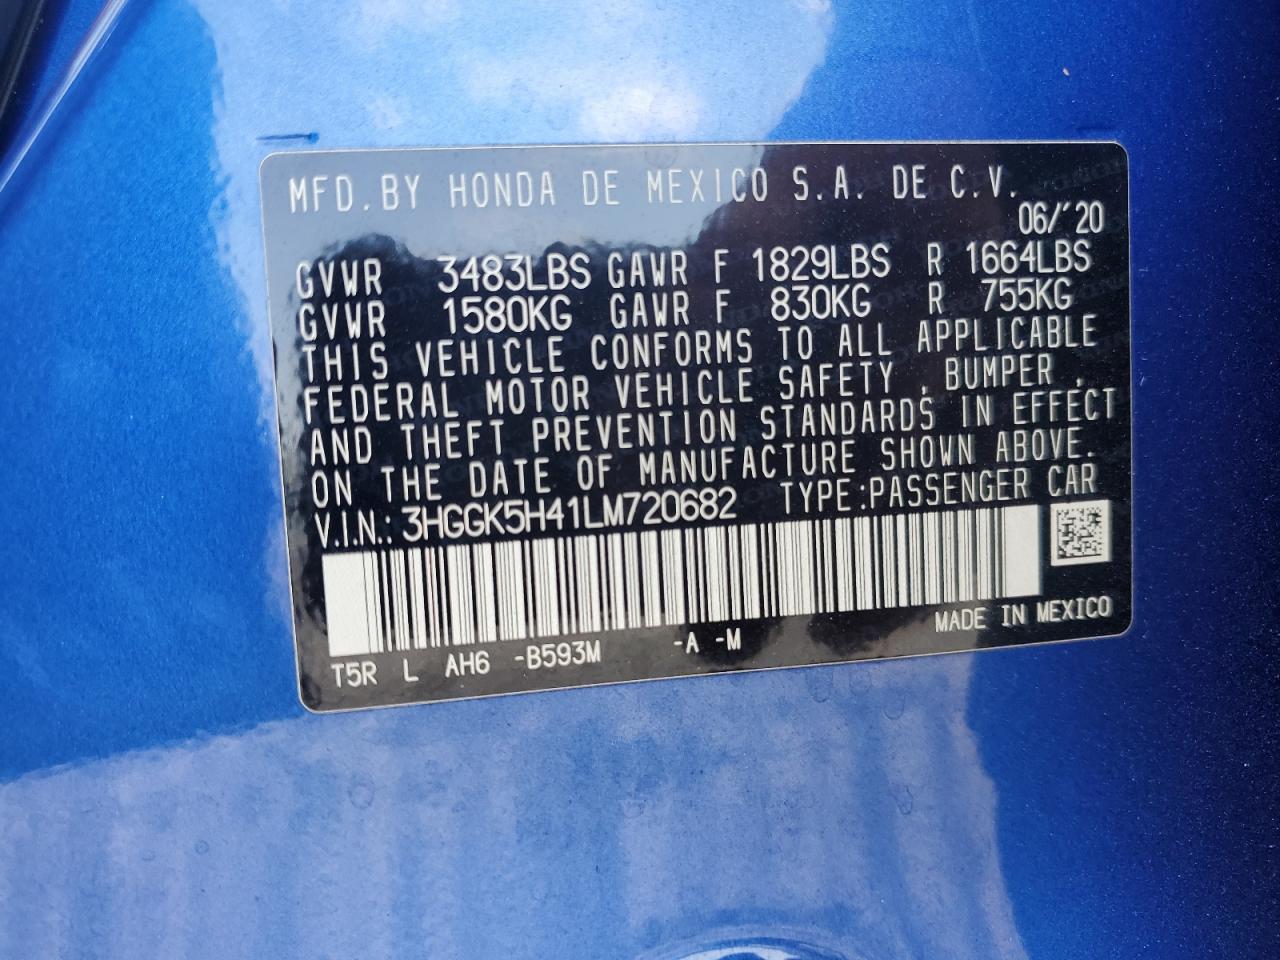 MFD.BY HONDA DE MEXICO S.A. DE C.V.
06/'20
GVWR 3483LBS GAWR F 1829LBS R 1664LBS
GVWR 1580KG GAWR F 830KG R 755KG
THIS VEHICLE CONFORMS TO ALL APPLICABLE
FEDERAL MOTOR VEHICLE SAFETY , BUMPER ,
AND THEFT PREVENTION STANDARDS IN EFFECT
ON THE DATE OF MANUFACTURE SHOWN ABOVE.
V.I.N.: 3HGGK5H41LM720682 TYPE:PASSENGER CAR
T5R L AH6 -B593M -A -M MADE IN MEXICO